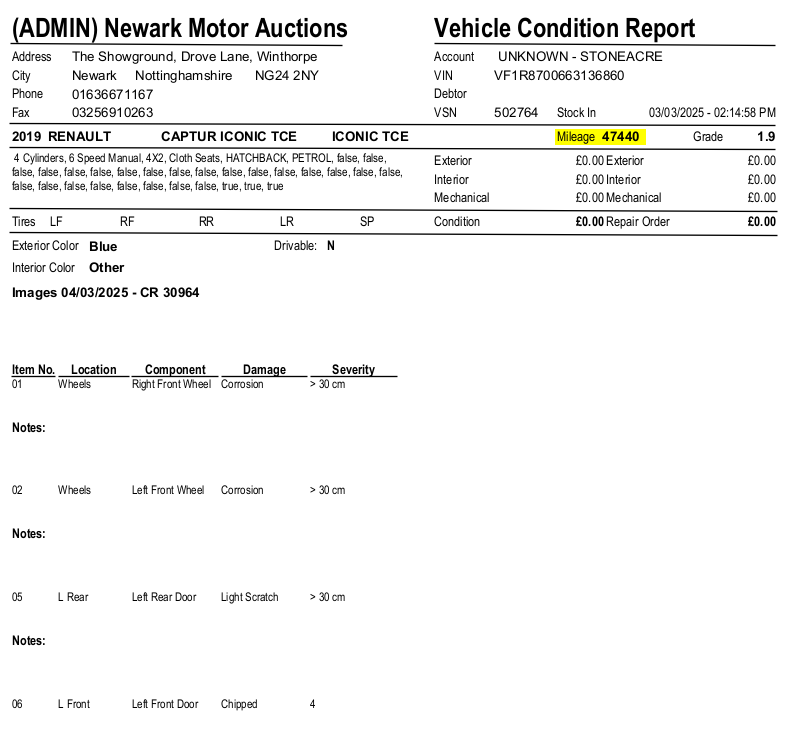 (ADMIN) Newark Motor Auctions
Vehicle Condition Report
Address The Showground, Drove Lane, Winthorpe
Account UNKNOWN - STONEACRE
City Newark Nottinghamshire NG24 2NY
VIN VF1R8700663136860
Phone 01636671167
Debtor
Fax 03256910263
VSN 502764 Stock In 03/03/2025 - 02:14:58 PM
2019 RENAULT CAPTUR ICONIC TCE ICONIC TCE
Mileage 47440 Grade 1.9
4 Cylinders, 6 Speed Manual, 4X2, Cloth Seats, HATCHBACK, PETROL, false, false,
false, false, false, false, false, false, false, false, false, false, false, false, false, false, false,
false, false, false, false, false, false, false, false, true, true, true
Exterior £0.00 Exterior £0.00
Interior £0.00 Interior £0.00
Mechanical £0.00 Mechanical £0.00
Tires LF RF RR LR SP
Condition £0.00 Repair Order £0.00
Exterior Color Blue Drivable: N
Interior Color Other
Images 04/03/2025 - CR 30964
Item No. Location Component Damage Severity
01 Wheels Right Front Wheel Corrosion > 30 cm
Notes:
02 Wheels Left Front Wheel Corrosion > 30 cm
Notes:
05 L Rear Left Rear Door Light Scratch > 30 cm
Notes:
06 L Front Left Front Door Chipped 4